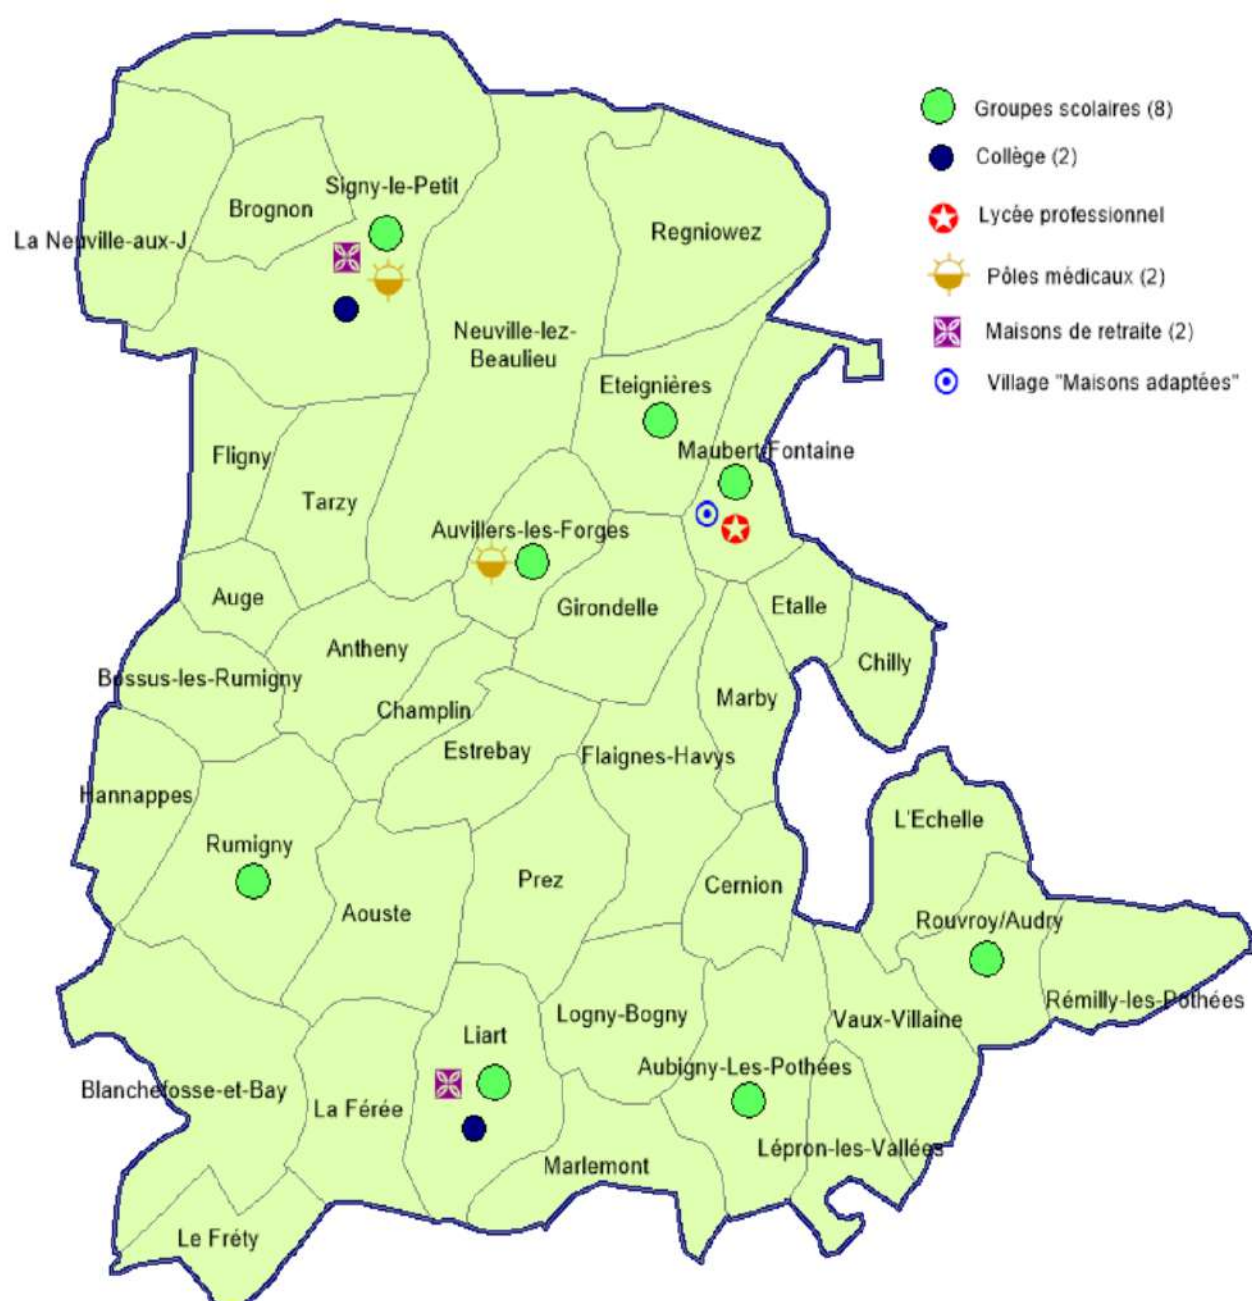 Groupes scolaires (8)
Collège (2)
Lycèe professionnel
Pôles médicaux (2)
Maisons de retraite (2)
Village "Maisons adaptées"
Signy-le-Petit
Brognon
La Neuville-aux-J
Regniowez
Neuville-lez-
Beaulieu
Eteignières
Maubert-Fontaine
Fligny
Tarzy
Auvillers-les-Forges
Auge
Girondelle
Etalle
Antheny
Chilly
Bossus-les-Rumigny
Marby
Champlin
Estrebay
Flaignes-Havys
Hannappes
L'Echelle
Rumigny
Prez
Cernion
Aouste
Rouvroy/Audry
Rémilly-les-Pothées
Logny-Bogny
Vaux-Villaine
Liart
Aubigny-Les-Pothées
Blanchefosse-et-Bay
La Férée
Lépron-les-Vallées
Marlemont
Le Fréty